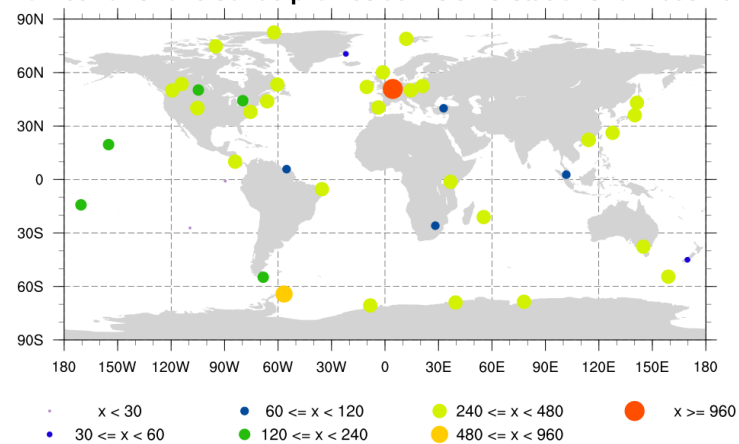 90N
60N
30N
0
30S
60S
90S
180 150W 120W 90W 60W 30W 0 30E 60E 90E 120E 150E 180
x < 30 60 <= x < 120 240 <= x < 480 x >= 960
30 <= x < 60 120 <= x < 240 480 <= x < 960